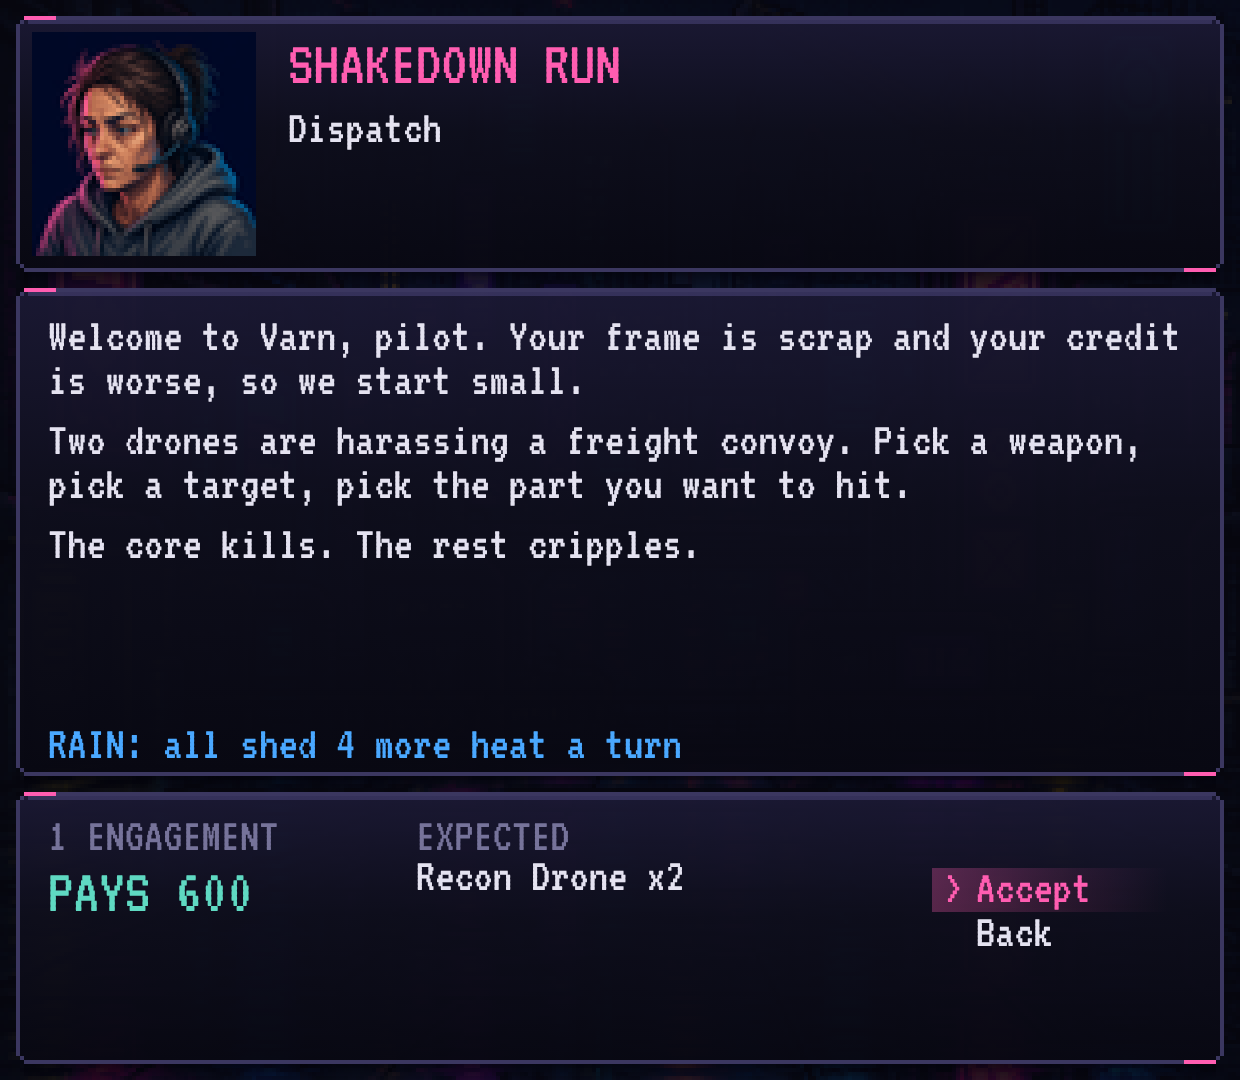 SHAKEDOWN RUN
Dispatch
Welcome to Varn, pilot. Your frame is scrap and your credit
is worse, so we start small.
Two drones are harassing a freight convoy. Pick a weapon,
pick a target, pick the part you want to hit.
The core kills. The rest cripples.
RAIN: all shed 4 more heat a turn
1 ENGAGEMENT
PAYS 600
EXPECTED
Recon Drone x2
> Accept
Back